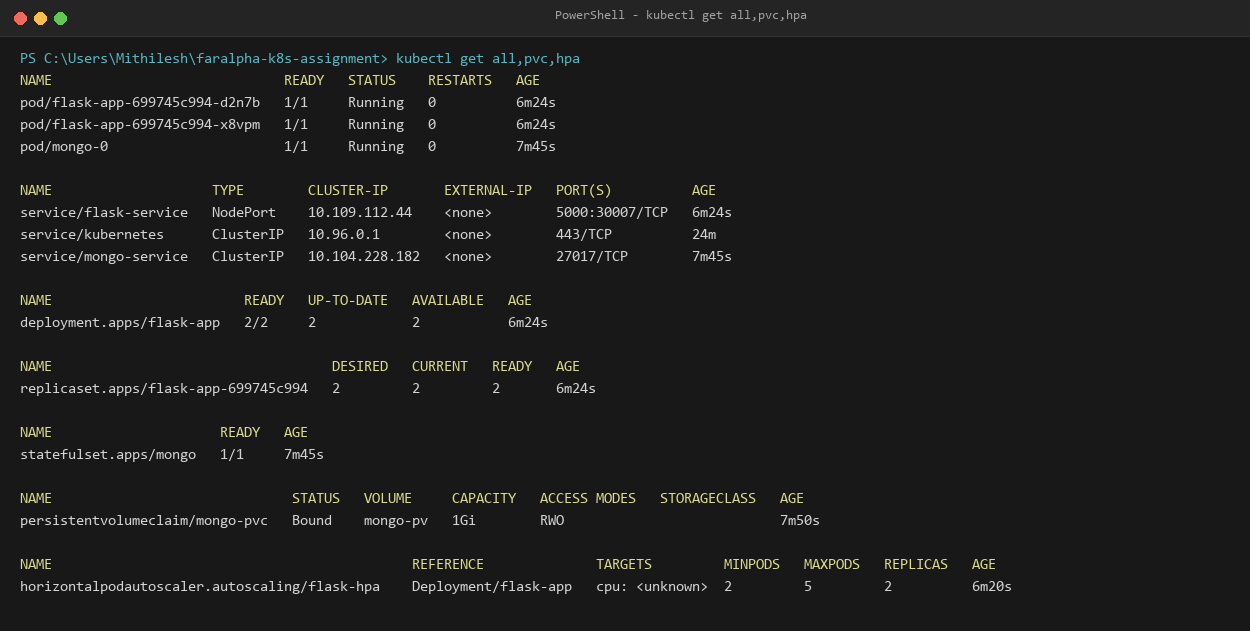 PowerShell - kubectl get all,pvc,hpa
PS C:\Users\Mithilesh\faralpha-k8s-assignment> kubectl get all,pvc,hpa
NAME                             READY   STATUS    RESTARTS   AGE
pod/flask-app-699745c994-d2n7b   1/1     Running   0          6m24s
pod/flask-app-699745c994-x8vpm   1/1     Running   0          6m24s
pod/mongo-0                      1/1     Running   0          7m45s

NAME                    TYPE        CLUSTER-IP       EXTERNAL-IP   PORT(S)          AGE
service/flask-service   NodePort    10.109.112.44    <none>        5000:30007/TCP   6m24s
service/kubernetes      ClusterIP   10.96.0.1        <none>        443/TCP          24m
service/mongo-service   ClusterIP   10.104.228.182   <none>        27017/TCP        7m45s

NAME                        READY   UP-TO-DATE   AVAILABLE   AGE
deployment.apps/flask-app   2/2     2            2           6m24s

NAME                                   DESIRED   CURRENT   READY   AGE
replicaset.apps/flask-app-699745c994   2         2         2       6m24s

NAME                     READY   AGE
statefulset.apps/mongo   1/1     7m45s

NAME                              STATUS   VOLUME     CAPACITY   ACCESS MODES   STORAGECLASS   AGE
persistentvolumeclaim/mongo-pvc   Bound    mongo-pv   1Gi        RWO                           7m50s

NAME                                             REFERENCE              TARGETS         MINPODS   MAXPODS   REPLICAS   AGE
horizontalpodautoscaler.autoscaling/flask-hpa    Deployment/flask-app   cpu: <unknown>  2         5         2          6m20s